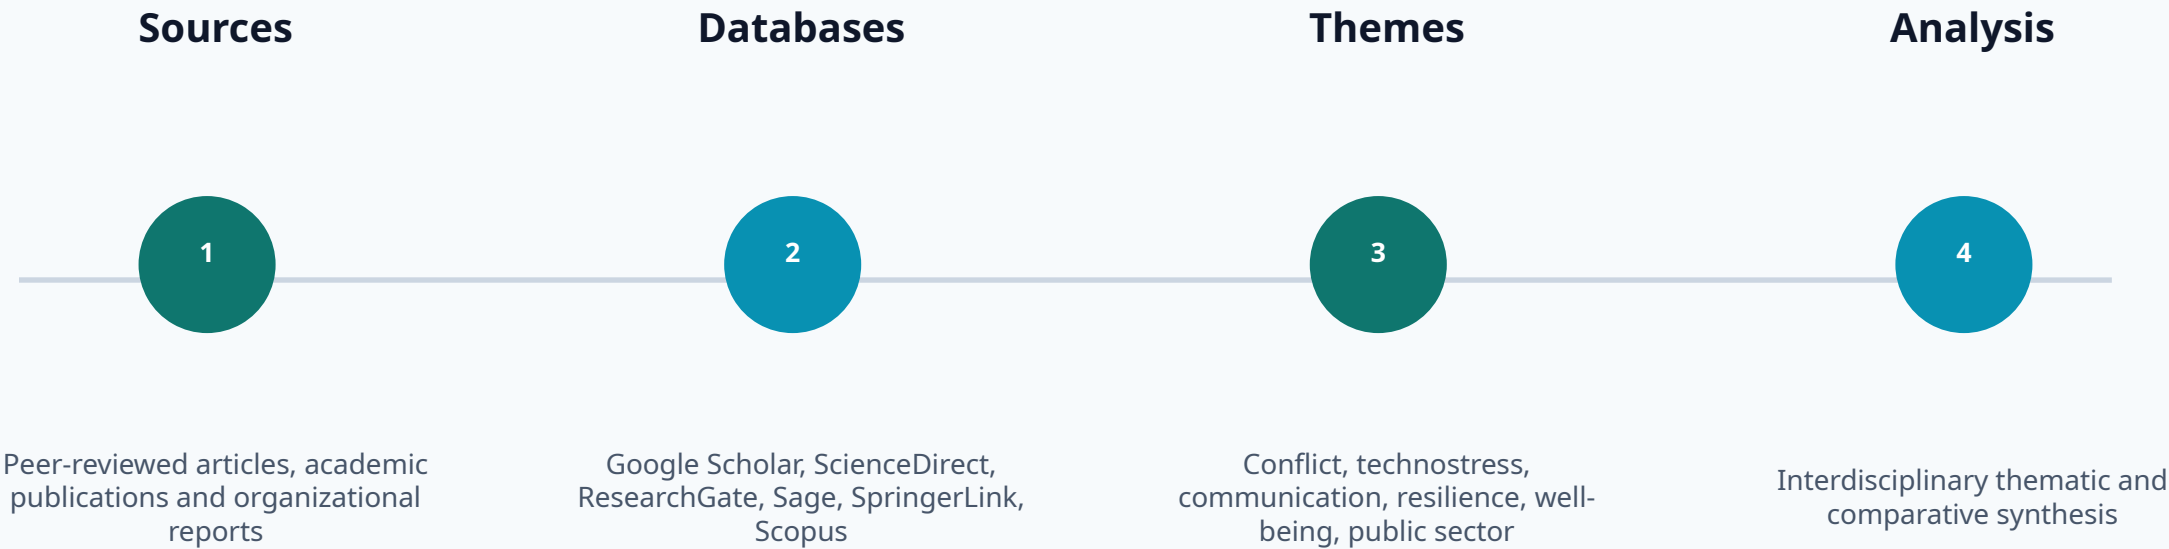 Sources
Databases
Themes
Analysis
1
2
3
4
Peer-reviewed articles, academic
publications and organizational
reports
Google Scholar, ScienceDirect,
ResearchGate, Sage, SpringerLink,
Scopus
Conflict, technostress,
communication, resilience, well-
being, public sector
Interdisciplinary thematic and
comparative synthesis